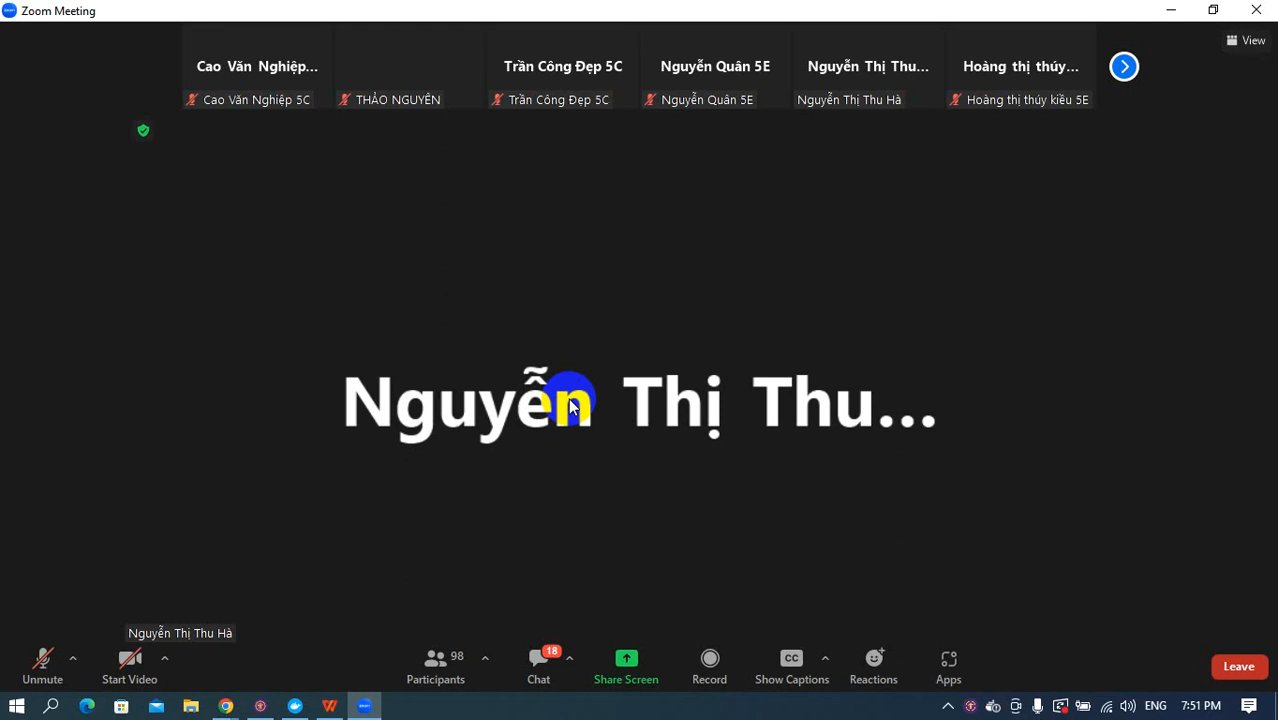 Zoom Meeting
View
Cao Văn Nghiệp...
Trần Công Đẹp 5C
Nguyễn Quân 5E
Nguyễn Thị Thu...
Hoàng thị thúy...
Cao Văn Nghiệp 5C
THẢO NGUYÊN
Trần Công Đẹp 5C
Nguyễn Quân 5E
Nguyễn Thị Thu Hà
Hoàng thị thúy kiều 5E
Nguyễn Thị Thu...
Nguyễn Thị Thu Hà
98
18
CC
Unmute
Start Video
Participants
Chat
Share Screen
Record
Show Captions
Reactions
Apps
Leave
ENG
7:51 PM